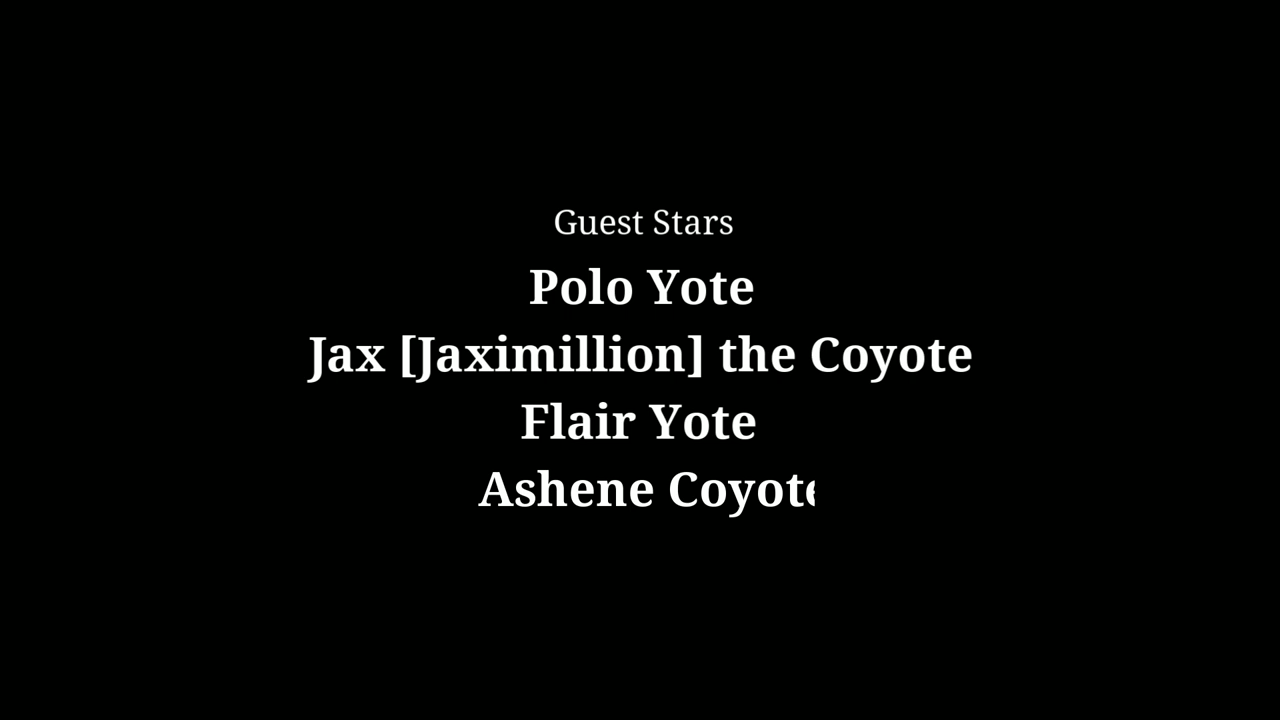 Guest Stars
Polo Yote
Jax [Jaximillion] the Coyote
Flair Yote
Ashene Coyote